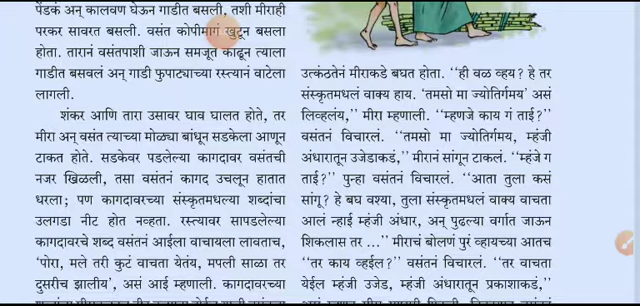 पेंडकं अन् कालवण घेऊन गाडीत बसली, तशी मीराही
परकर सावरत बसली. वसंत कोपीमागं खुटून बसला
होता. तारानं वसंतपाशी जाऊन समजूत काढून त्याला
गाडीत बसवलं अन् गाडी फुपाट्याच्या रस्त्यानं वाटेला
लागली.
शंकर आणि तारा उसावर घाव घालत होते, तर
मीरा अन् वसंत त्याच्या मोळ्या बांधून सडकेला आणून
टाकत होते. सडकेवर पडलेल्या कागदावर वसंतची
नजर खिळली, तसा वसंतनं कागद उचलून हातात
धरला; पण कागदावरच्या संस्कृतमधल्या शब्दांचा
उलगडा नीट होत नव्हता. रस्त्यावर सापडलेल्या
कागदावरचे शब्द वसंतनं आईला वाचायला लावताच,
‘पोरा, मले तरी कुटं वाचता येतंय, मपली साळा तर
दुसरीच झालीय’, असं आई म्हणाली. कागदावरच्या
उत्कंठतेनं मीराकडे बघत होता. ‘‘ही वळ व्हय? हे तर
संस्कृतमधलं वाक्य हाय. ‘तमसो मा ज्योतिर्गमय’ असं
लिव्हलंय,’’ मीरा म्हणाली. ‘‘म्हणजे काय गं ताई?’’
वसंतनं विचारलं. ‘‘तमसो मा ज्योतिर्गमय, म्हंजी
अंधारातून उजेडाकडं,’’ मीरानं सांगून टाकलं. ‘‘म्हंजे ग
ताई?’’ पुन्हा वसंतनं विचारलं. ‘‘आता तुला कसं
सांगू? हे बघ वश्या, तुला संस्कृतमधलं वाक्य वाचता
आलं न्हाई म्हंजी अंधार, अन् पुढल्या वर्गात जाऊन
शिकलास तर ...’’ मीराचं बोलणं पुरं व्हायच्या आतच
‘‘तर काय व्हईल?’’ वसंतनं विचारलं. ‘‘तर वाचता
येईल म्हंजी उजेड, म्हंजी अंधारातून प्रकाशाकडं,’’